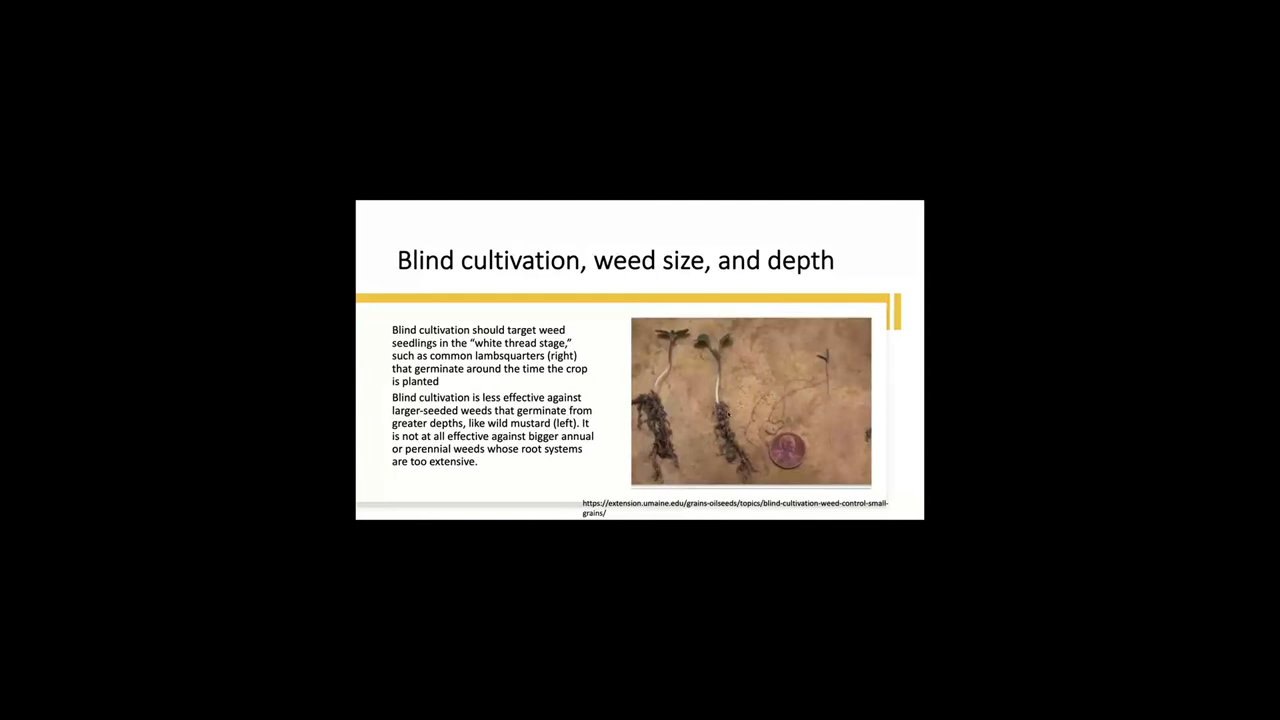 Blind cultivation, weed size, and depth
Blind cultivation should target weed
seedlings in the “white thread stage,”
such as common lambsquarters (right)
that germinate around the time the crop
is planted
Blind cultivation is less effective against
larger-seeded weeds that germinate from
greater depths, like wild mustard (left). It
is not at all effective against bigger annual
or perennial weeds whose root systems
are too extensive.
https://extension.umaine.edu/grains-oilseeds/topics/blind-cultivation-weed-control-small-
grains/